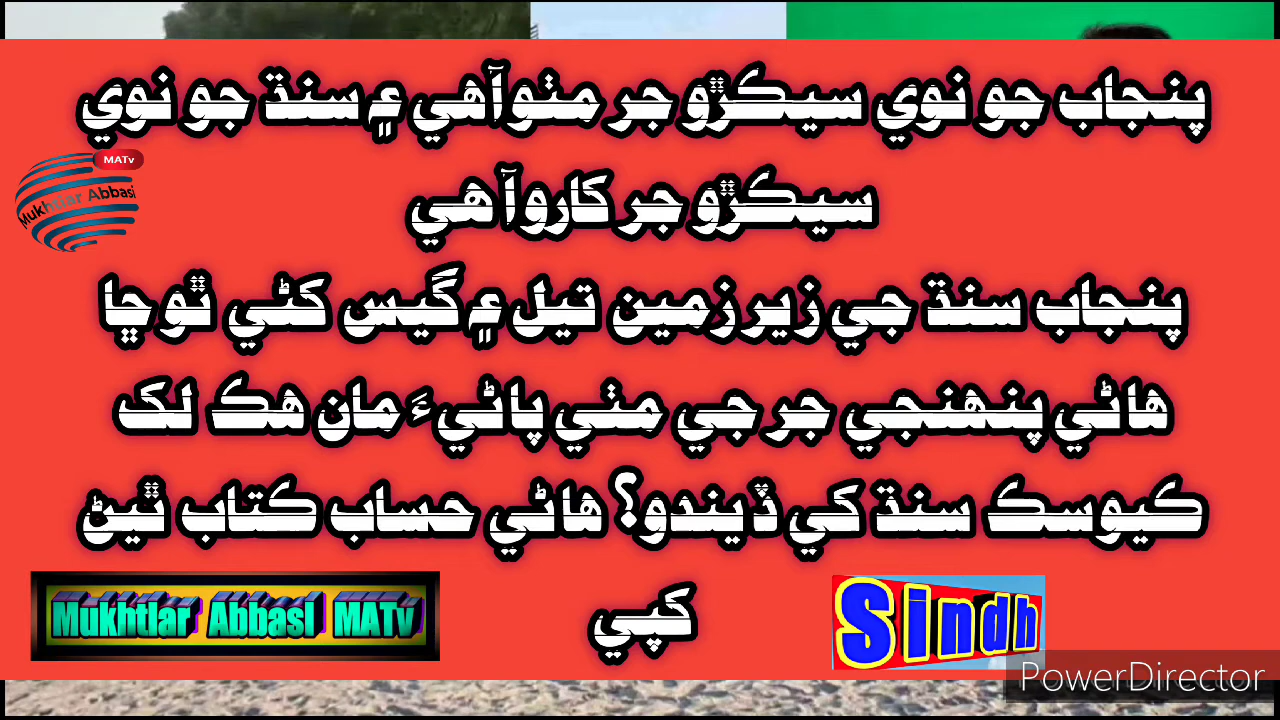 پنجاب جو نوي سيڪڙو جر مٺو آهي ۽ سنڌ جو نوي
سيڪڙو جر کارو آهي
MATv
Mukhtiar Abbasi
پنجاب سنڌ جي زير زمين تيل ۽ گيس کڻي ٿو ڇا
هاڻي پنهنجي جر جي مٺي پاڻيءَ مان هڪ لک
ڪيوسڪ سنڌ کي ڏيندو؟ هاڻي حساب ڪتاب ٿيڻ
کپي
Mukhtiar Abbasi MATv
Sindh
PowerDirector